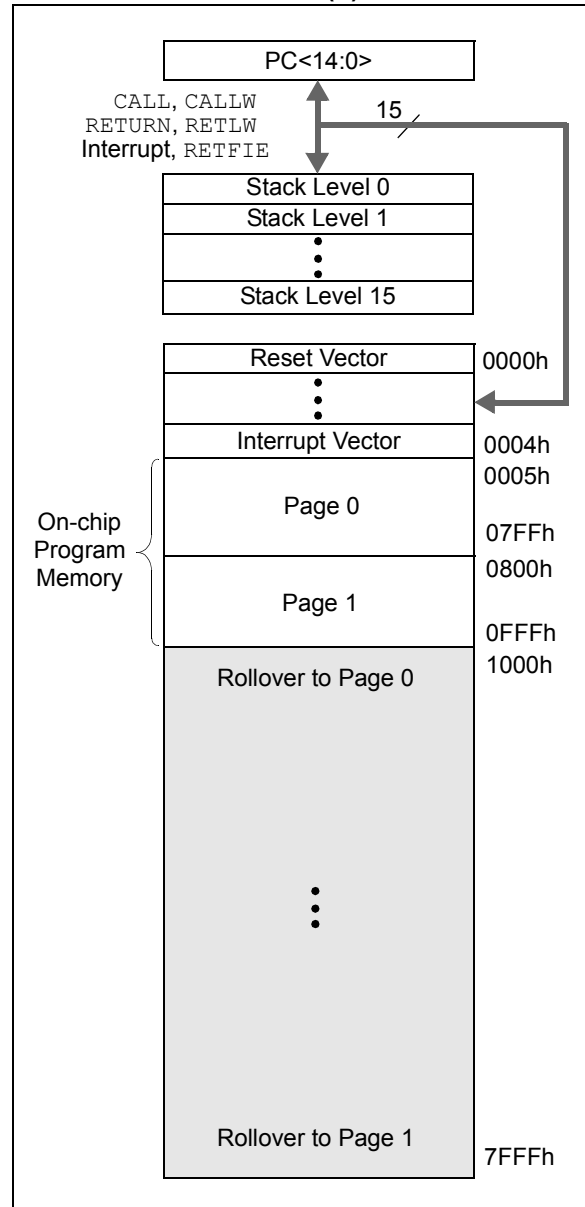 PC<14:0>
CALL, CALLW
RETURN, RETLW
Interrupt, RETFIE
15
Stack Level 0
Stack Level 1
Stack Level 15
Reset Vector
0000h
Interrupt Vector
0004h
0005h
On-chip
Program
Memory
Page 0
07FFh
0800h
Page 1
0FFFh
1000h
Rollover to Page 0
Rollover to Page 1
7FFFh